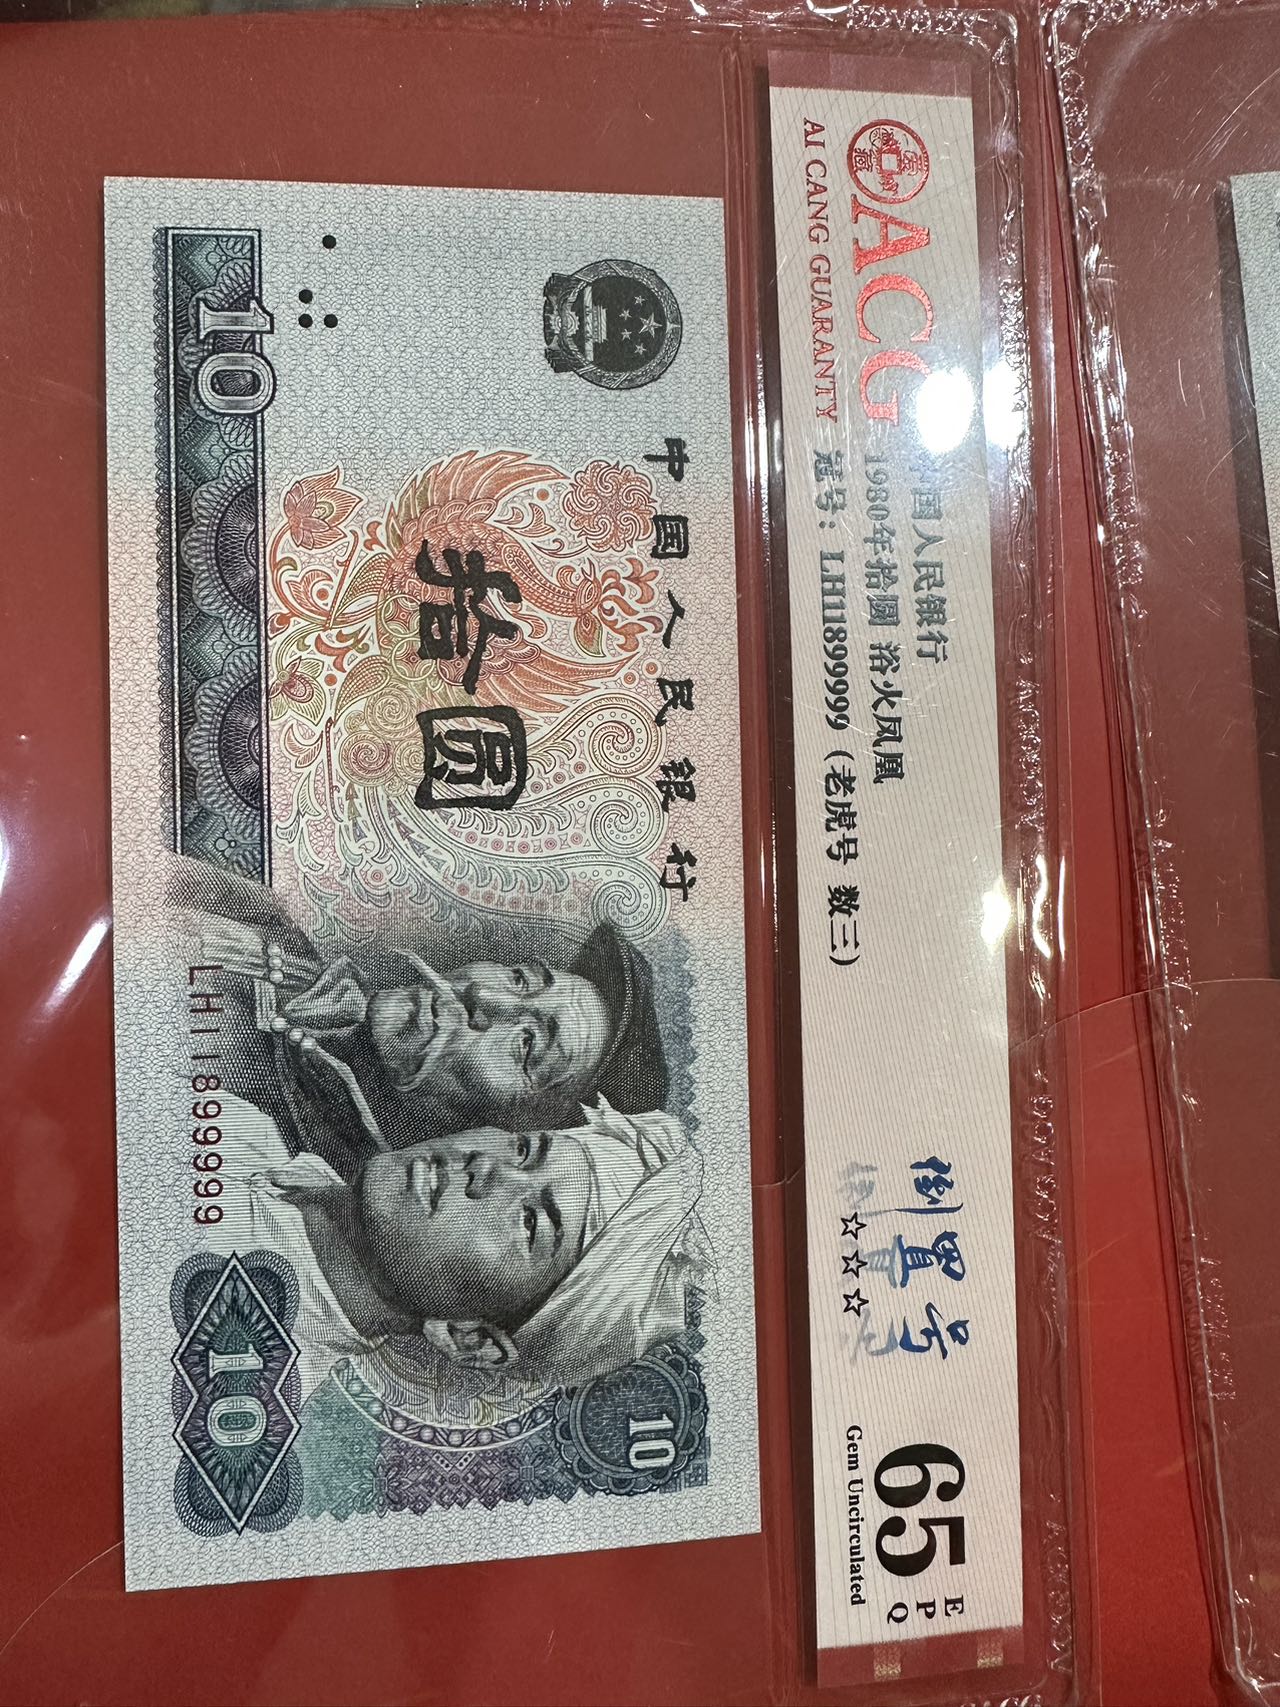 ACG
AI CANG GUARANTY
中国人民银行
1980年拾圆 浴火凤凰
冠号：LH11899999（老虎号 数三）
倒置号
☆☆☆
65
E
P
Q
Gem Uncirculated
中国人民银行
拾圆
10
LH11899999
10
10